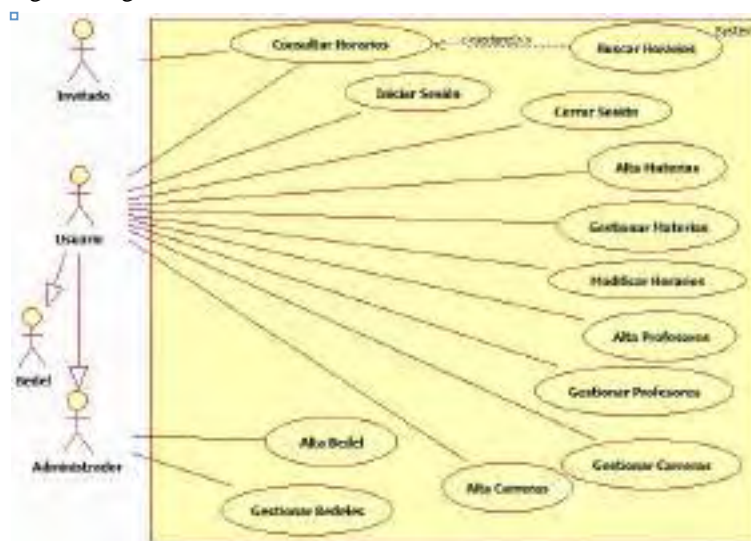 Consultar Horarios
Buscar Horarios
System
Invitado
Iniciar Sesión
Cerrar Sesión
Alta Materias
Usuario
Gestionar Materias
Modificar Horarios
Alta Profesores
Bedel
Gestionar Profesores
Alta Bedel
Administrador
Gestionar Carreras
Alta Carreras
Gestionar Bedeles